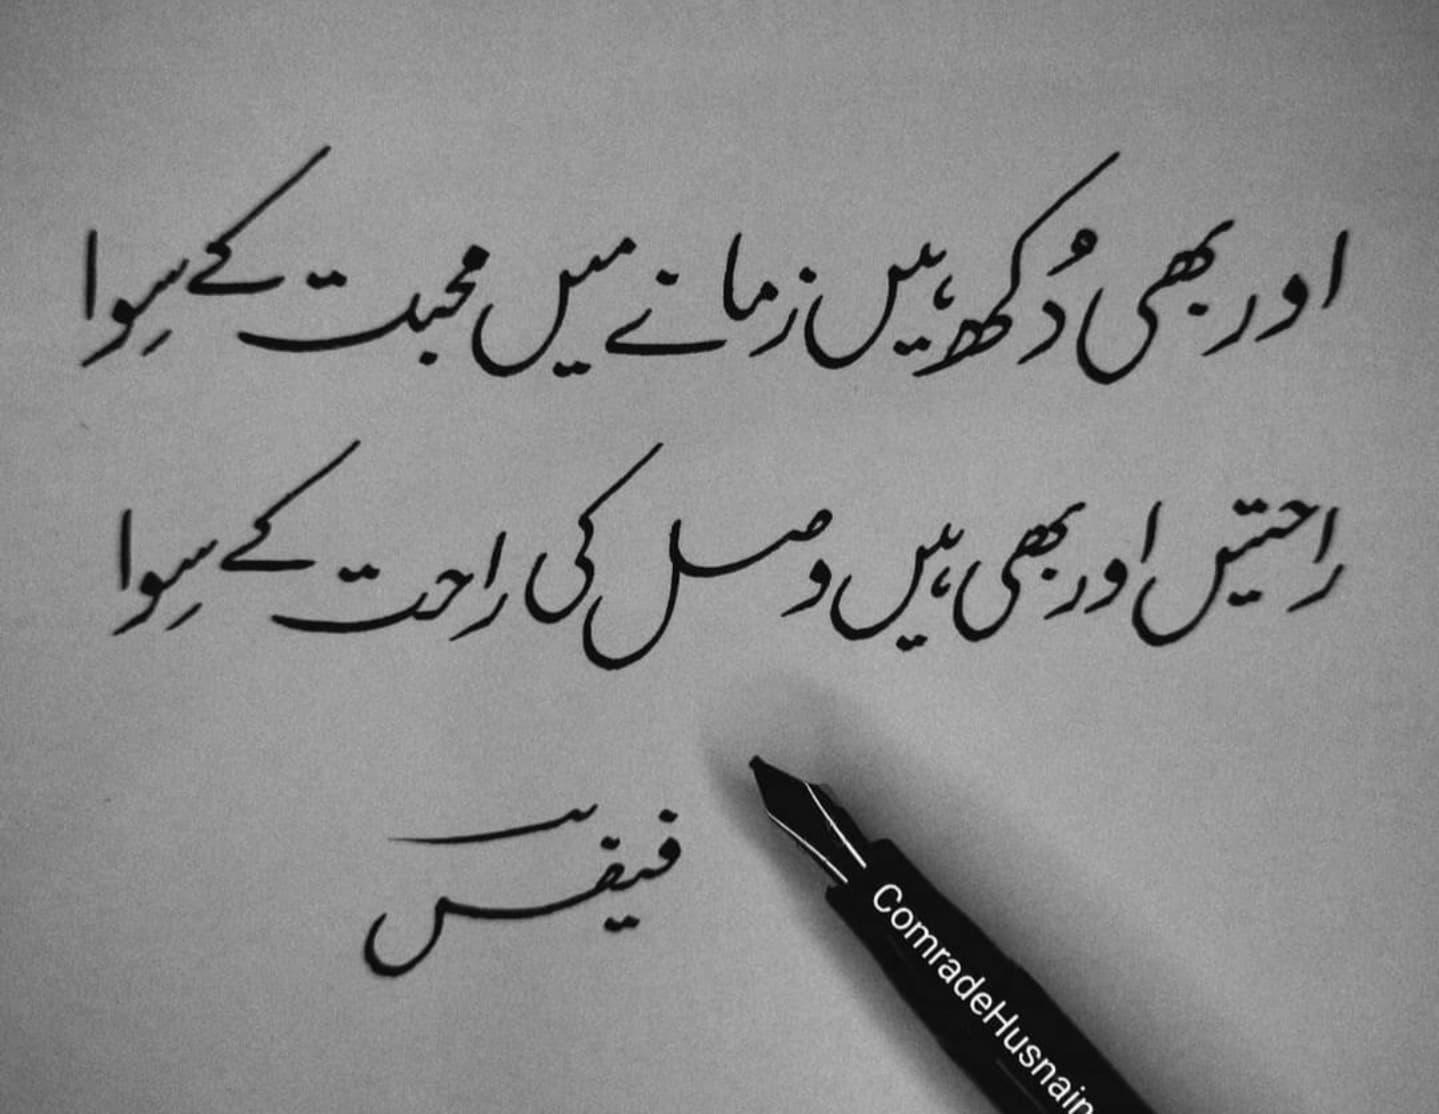 اور بھی دُکھ ہیں زمانے میں محبت کے سِوا
راحتیں اور بھی ہیں وصل کی راحت کے سِوا
فیض
ComradeHusnain